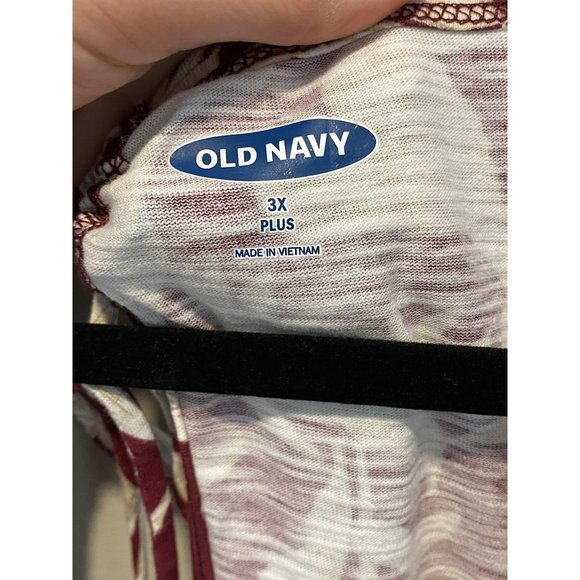 OLD NAVY
3X
PLUS
MADE IN VIETNAM